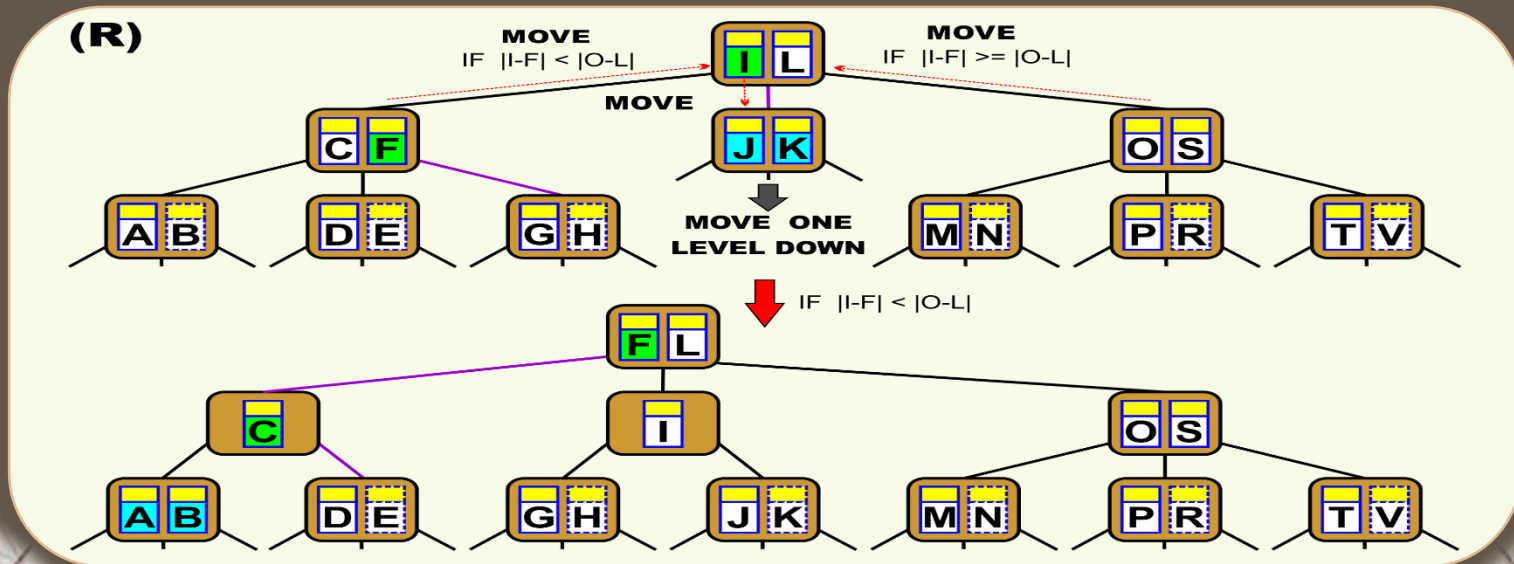 (R)
MOVE
IF |I-F| < |O-L|
I L
MOVE
IF |I-F| >= |O-L|
MOVE
C F
J K
O S
A B
D E
G H
MOVE ONE
LEVEL DOWN
M N
P R
T V
IF |I-F| < |O-L|
F L
C
I
O S
A B
D E
G H
J K
M N
P R
T V